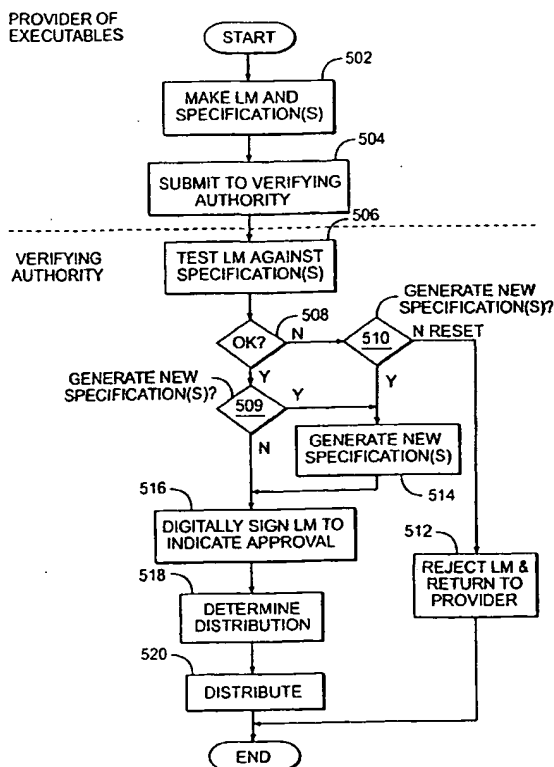 PROVIDER OF
EXECUTABLES
START
502
MAKE LM AND
SPECIFICATION(S)
504
SUBMIT TO VERIFYING
AUTHORITY
506
VERIFYING
AUTHORITY
TEST LM AGAINST
SPECIFICATION(S)
GENERATE NEW
SPECIFICATION(S)?
508
OK?
N
510
N RESET
Y
GENERATE NEW
SPECIFICATION(S)?
509
Y
Y
N
GENERATE NEW
SPECIFICATION(S)
514
516
DIGITALLY SIGN LM TO
INDICATE APPROVAL
512
REJECT LM &
RETURN TO
PROVIDER
518
DETERMINE
DISTRIBUTION
520
DISTRIBUTE
END